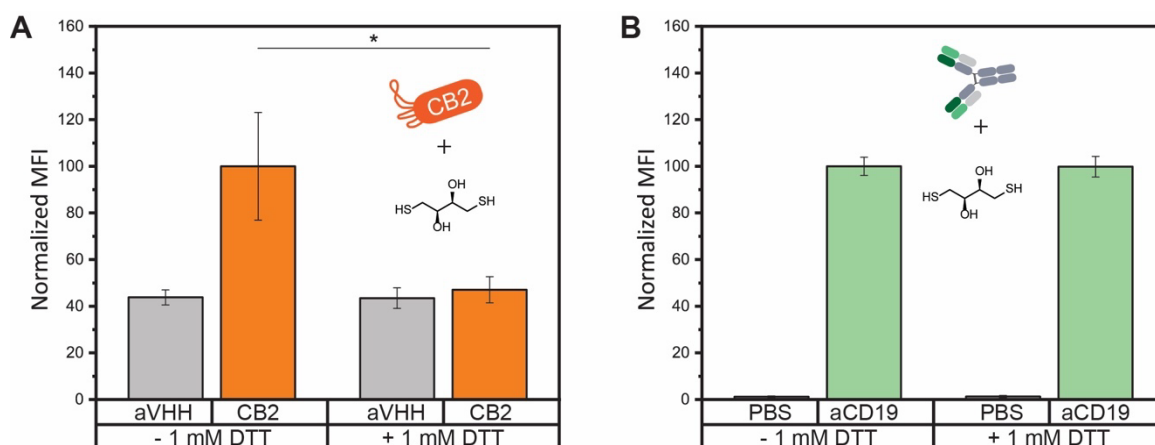 A
Normalized MFI
160
140
120
100
80
60
40
20
0
*
CB2
+
OH
HS
SH
OH
aVHH CB2 aVHH CB2
- 1 mM DTT + 1 mM DTT
B
Normalized MFI
160
140
120
100
80
60
40
20
0
+
OH
HS
SH
OH
PBS aCD19 PBS aCD19
- 1 mM DTT + 1 mM DTT